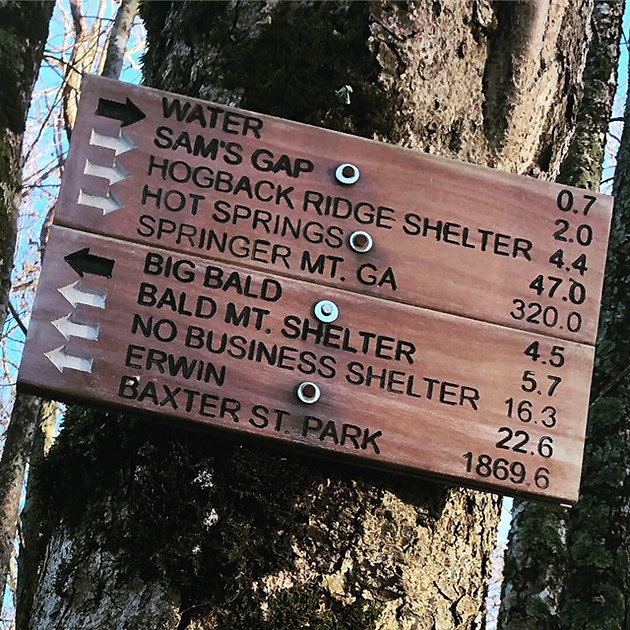 WATER 0.7
SAM'S GAP 2.0
HOGBACK RIDGE SHELTER 4.4
HOT SPRINGS 47.0
SPRINGER MT. GA 320.0
BIG BALD 4.5
BALD MT. SHELTER 5.7
NO BUSINESS SHELTER 16.3
ERWIN 22.6
BAXTER ST. PARK 1869.6